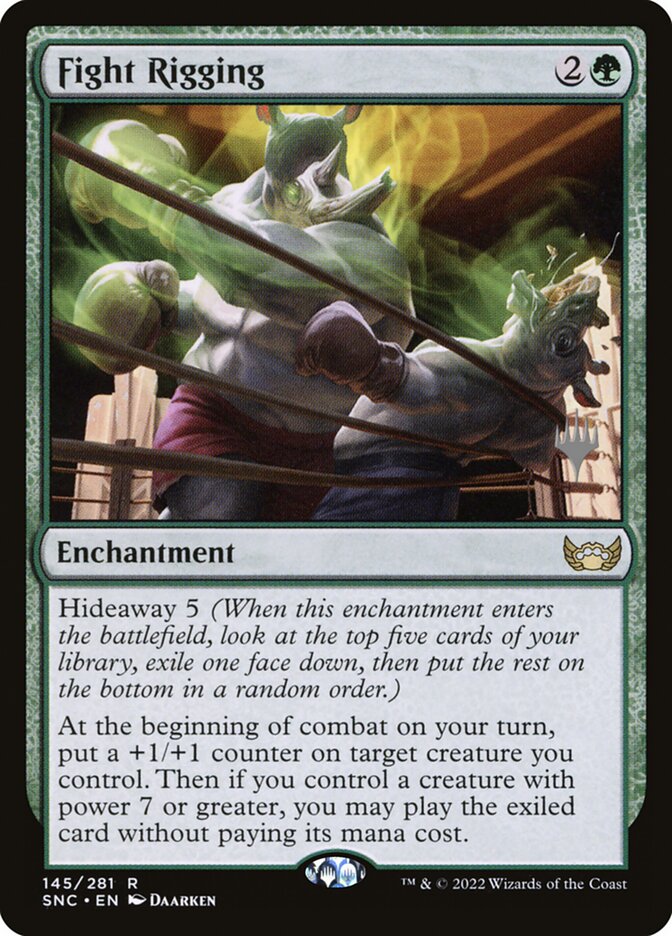 Fight Rigging 2
Enchantment
Hideaway 5 (When this enchantment enters
the battlefield, look at the top five cards of your
library, exile one face down, then put the rest on
the bottom in a random order.)
At the beginning of combat on your turn,
put a +1/+1 counter on target creature you
control. Then if you control a creature with
power 7 or greater, you may play the exiled
card without paying its mana cost.
145/281 R
SNC • EN DAARKEN
™ & © 2022 Wizards of the Coast